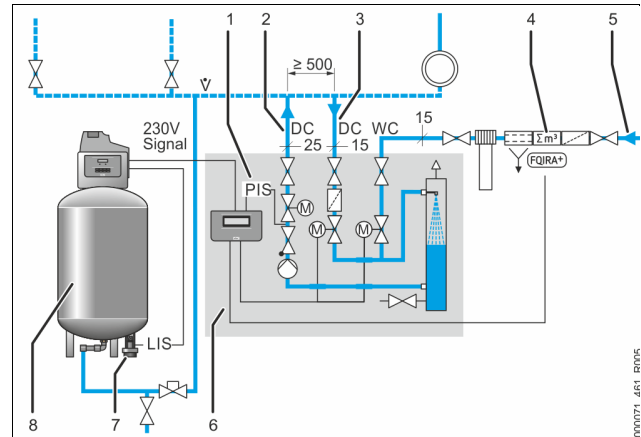 1 2 3 4 5
≥ 500
V̇
230V
Signal
DC
25
DC
15
WC
15
Σ m³
FQIRA+
PIS
M
M
M
LIS
8 7 6
000071_461_R005